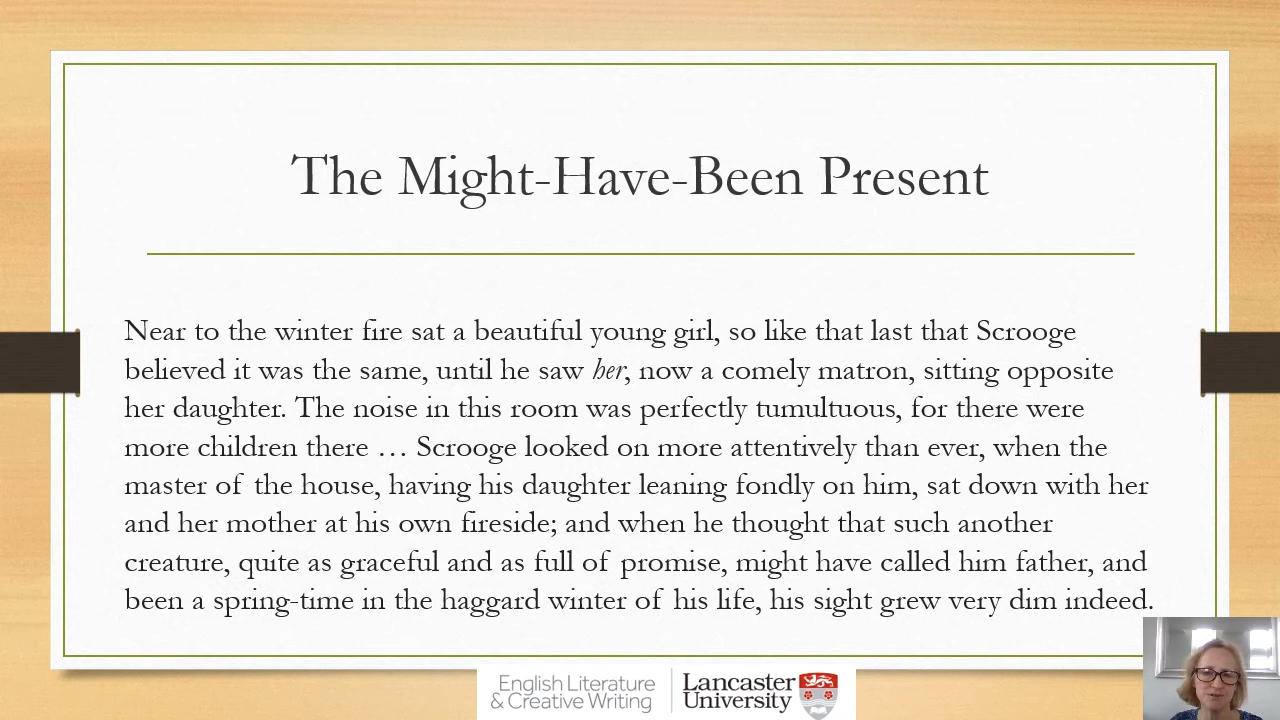 The Might-Have-Been Present
Near to the winter fire sat a beautiful young girl, so like that last that Scrooge
believed it was the same, until he saw her, now a comely matron, sitting opposite
her daughter. The noise in this room was perfectly tumultuous, for there were
more children there … Scrooge looked on more attentively than ever, when the
master of the house, having his daughter leaning fondly on him, sat down with her
and her mother at his own fireside; and when he thought that such another
creature, quite as graceful and as full of promise, might have called him father, and
been a spring-time in the haggard winter of his life, his sight grew very dim indeed.
English Literature
& Creative Writing
Lancaster
University